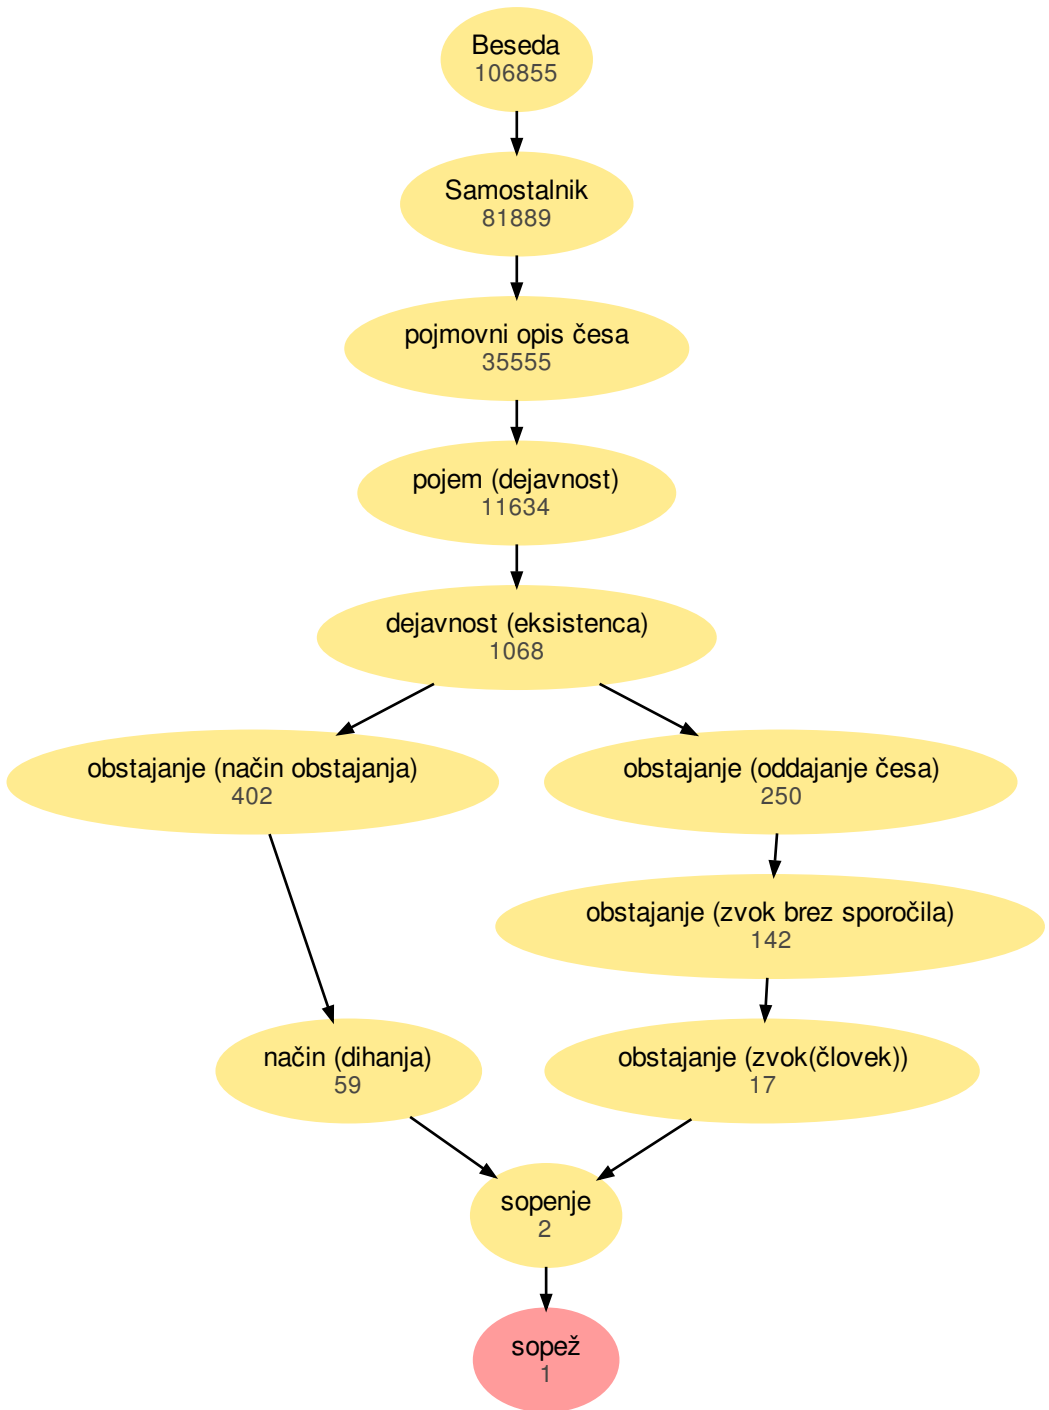 Beseda
106855
Samostalnik
81889
pojmovni opis česa
35555
pojem (dejavnost)
11634
dejavnost (eksistenca)
1068
obstajanje (način obstajanja)
402
obstajanje (oddajanje česa)
250
obstajanje (zvok brez sporočila)
142
način (dihanja)
59
obstajanje (zvok(človek))
17
sopenje
2
sopež
1